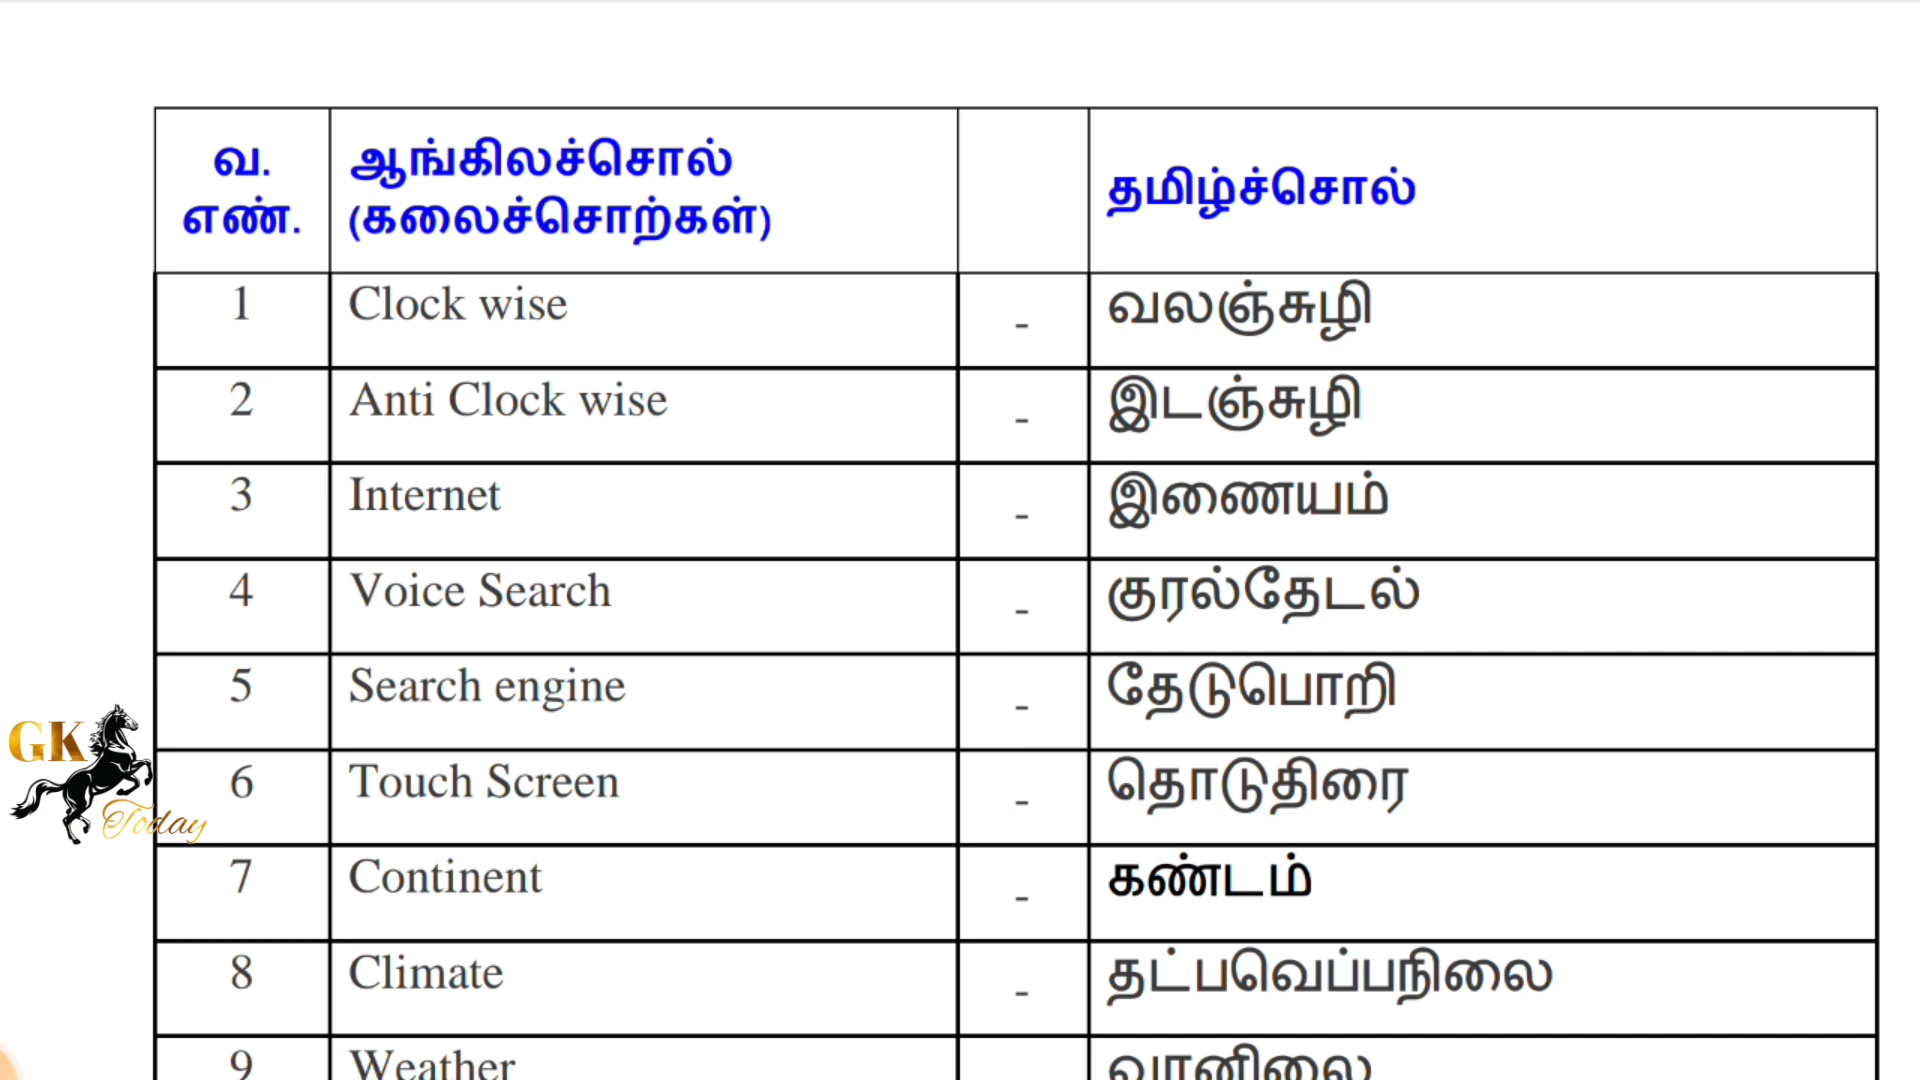 வ. எண்.	ஆங்கிலச்சொல் (கலைச்சொற்கள்)		தமிழ்ச்சொல்
1	Clock wise	-	வலஞ்சுழி
2	Anti Clock wise	-	இடஞ்சுழி
3	Internet	-	இணையம்
4	Voice Search	-	குரல்தேடல்
5	Search engine	-	தேடுபொறி
6	Touch Screen	-	தொடுதிரை
7	Continent	-	கண்டம்
8	Climate	-	தட்பவெப்பநிலை
9	Weather		வானிலை
GK
Today